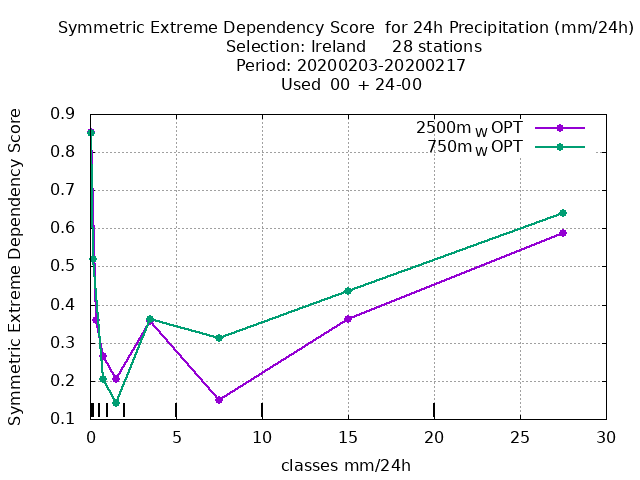 Symmetric Extreme Dependency Score  for 24h Precipitation (mm/24h)
Selection: Ireland     28 stations
Period: 20200203-20200217
Used  00 + 24-00
Symmetric Extreme Dependency Score
0.9
0.8
0.7
0.6
0.5
0.4
0.3
0.2
0.1
2500m W OPT
750m W OPT
0 5 10 15 20 25 30
classes mm/24h